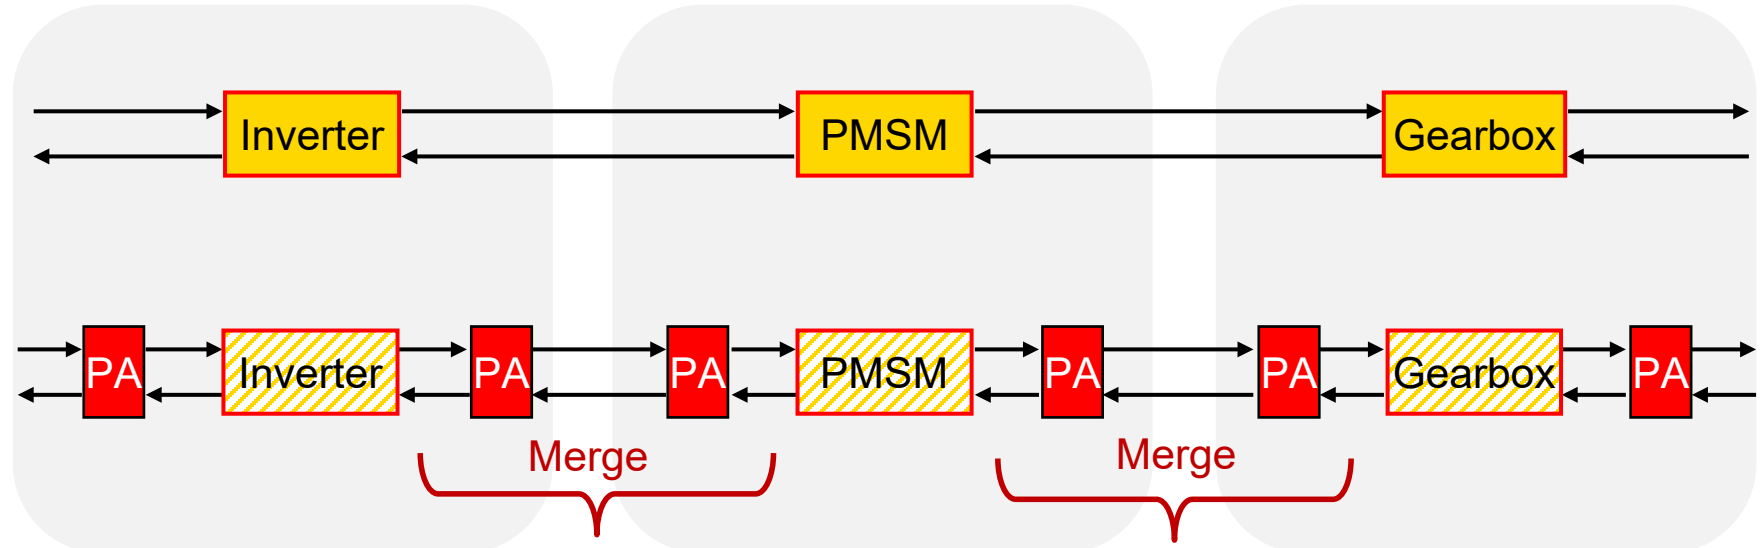 Inverter
PMSM
Gearbox
PA
Inverter
PA
PA
PMSM
PA
PA
Gearbox
PA
Merge
Merge